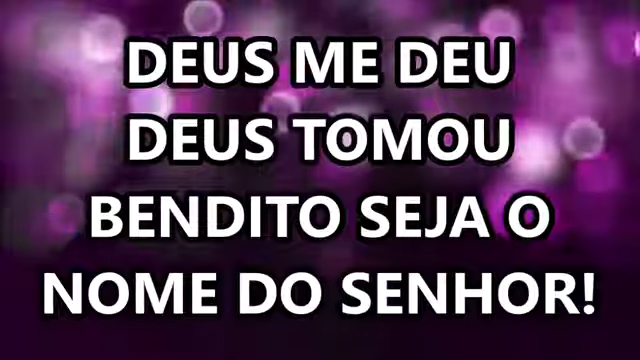 DEUS ME DEU
DEUS TOMOU
BENDITO SEJA O
NOME DO SENHOR!